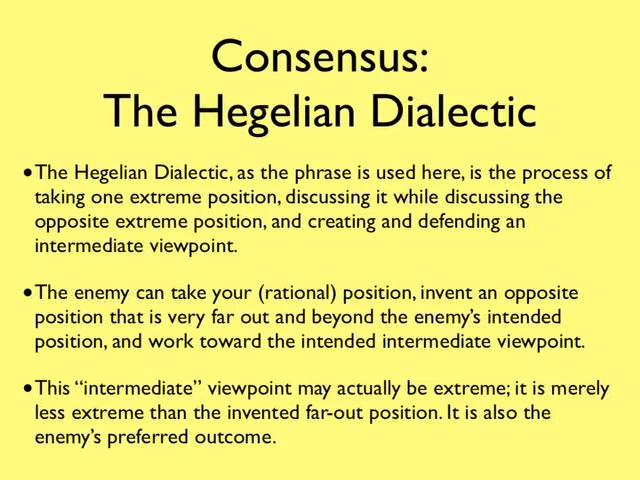 Consensus:
The Hegelian Dialectic
•The Hegelian Dialectic, as the phrase is used here, is the process of
taking one extreme position, discussing it while discussing the
opposite extreme position, and creating and defending an
intermediate viewpoint.
•The enemy can take your (rational) position, invent an opposite
position that is very far out and beyond the enemy’s intended
position, and work toward the intended intermediate viewpoint.
•This “intermediate” viewpoint may actually be extreme; it is merely
less extreme than the invented far-out position. It is also the
enemy’s preferred outcome.